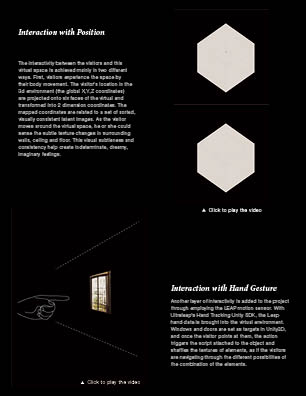 Interaction with Position
The interactivity between the visitors and this
virtual space is achieved mainly in two different
ways. First, visitors experience the space by
their body movement. The visitor's location in the
3d environment (the global X,Y,Z coordinates)
are projected onto six faces of the virtual and
transformed into 2 dimension coordinates. The
mapped coordinates are related to a set of sorted,
visually consistent latent images. As the visitor
moves around the virtual space, he or she could
sense the subtle texture changes in surrounding
walls, ceiling and floor. This visual subtleness and
consistency help create indeterminate, dreamy,
imaginary feelings.
▲ Click to play the video
Interaction with Hand Gesture
Another layer of interactivity is added to the project
through employing the LEAP motion sensor. With
Ultraleap's Hand Tracking Unity SDK, the Leap
hand data is brought into the virtual environment.
Windows and doors are set as targets in Unity3D,
and once the visitor points at them, the action
triggers the script attached to the object and
shuffles the textures of elements, as if the visitors
are navigating through the different possibilities of
the combination of the elements.
▲ Click to play the video